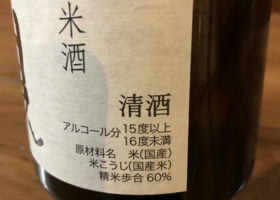 米酒
清酒
アルコール分 15度以上
16度未満
原材料名 米(国産)
米こうじ(国産米)
精米歩合 60%